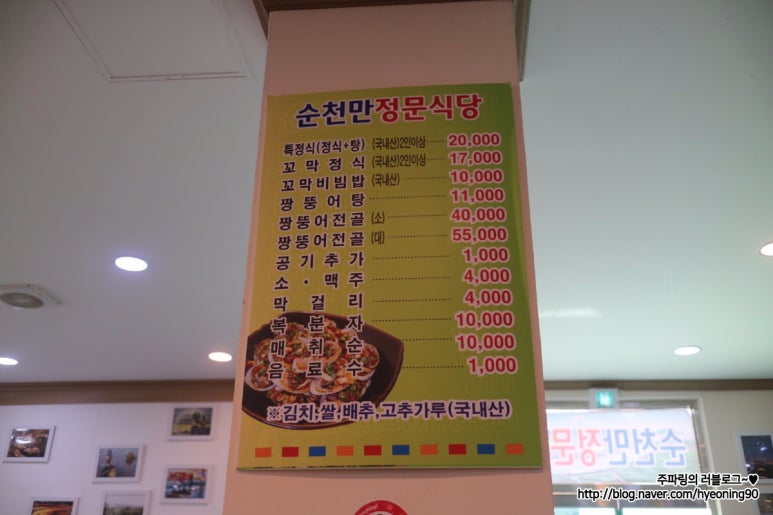 순천만정문식당
특정식(정식+탕) (국내산)2인이상 20,000
꼬막정식 (국내산)2인이상 17,000
꼬막비빔밥 (국내산) 10,000
짱뚱어탕 11,000
짱뚱어전골 (소) 40,000
짱뚱어전골 (대) 55,000
공기추가 1,000
소·맥주 4,000
막걸리 4,000
복분자 10,000
매취순 10,000
음료수 1,000
※김치,쌀,배추,고추가루(국내산)
순천만정문
주파링의 러블로그~♥
http://blog.naver.com/hyeoning90